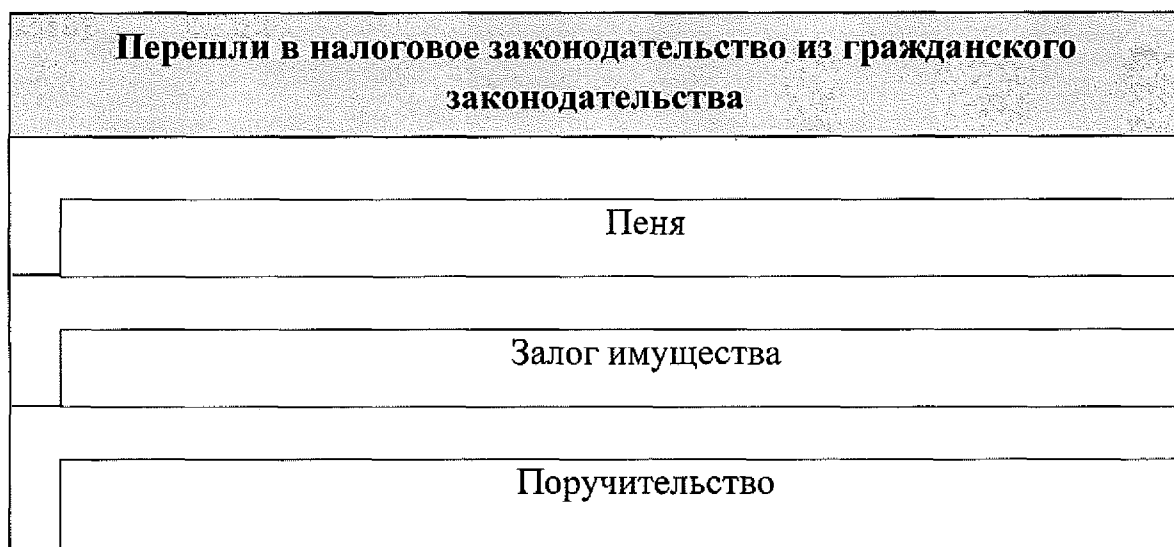 Перешли в налоговое законодательство из гражданского
законодательства
Пеня
Залог имущества
Поручительство